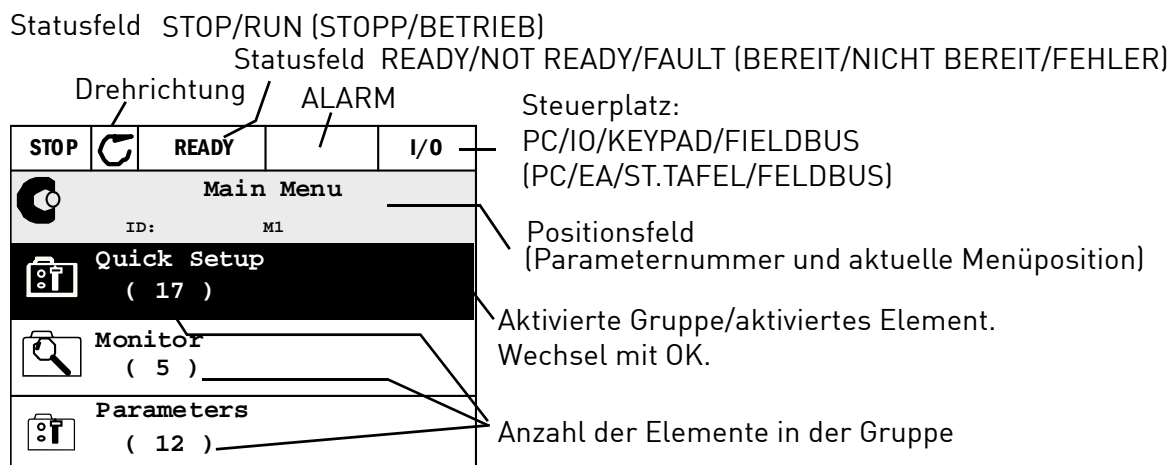 Statusfeld STOP/RUN (STOPP/BETRIEB)
Statusfeld READY/NOT READY/FAULT (BEREIT/NICHT BEREIT/FEHLER)
Drehrichtung
ALARM
Steuerplatz:
PC/IO/KEYPAD/FIELDBUS
(PC/EA/ST.TAFEL/FELDBUS)
STOP READY I/O
Main Menu
ID: M1
Positionsfeld
(Parameternummer und aktuelle Menüposition)
Quick Setup
( 17 )
Aktivierte Gruppe/aktiviertes Element.
Wechsel mit OK.
Monitor
( 5 )
Parameters
( 12 )
Anzahl der Elemente in der Gruppe